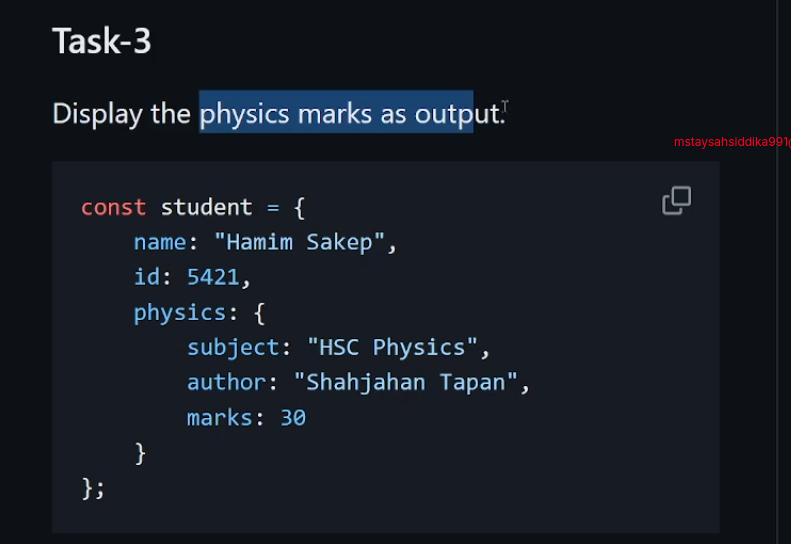 Task-3
Display the physics marks as output.
mstaysahsiddika991
const student = {
    name: "Hamim Sakep",
    id: 5421,
    physics: {
        subject: "HSC Physics",
        author: "Shahjahan Tapan",
        marks: 30
    }
};